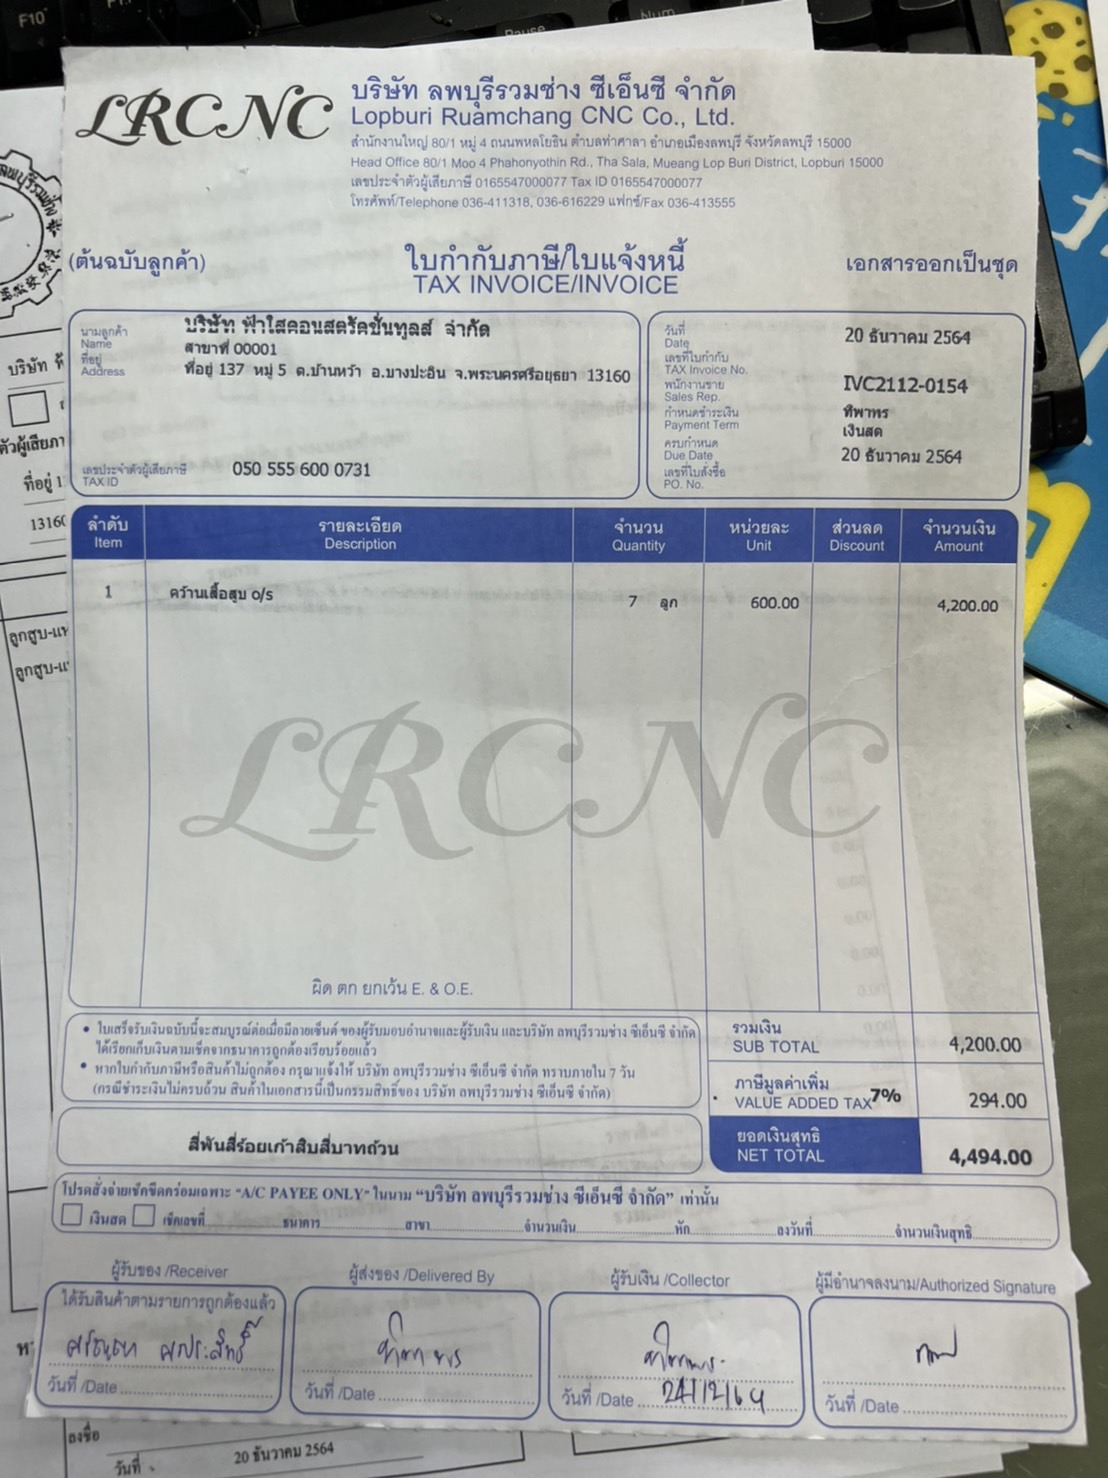 F10
Pause
Num
LRCNC
บริษัท ลพบุรีรวมช่าง ซีเอ็นซี จำกัด
Lopburi Ruamchang CNC Co., Ltd.
สำนักงานใหญ่ 80/1 หมู่ 4 ถนนพหลโยธิน ตำบลท่าศาลา อำเภอเมืองลพบุรี จังหวัดลพบุรี 15000
Head Office 80/1 Moo 4 Phahonyothin Rd., Tha Sala, Mueang Lop Buri District, Lopburi 15000
เลขประจำตัวผู้เสียภาษี 0165547000077 Tax ID 0165547000077
โทรศัพท์/Telephone 036-411318, 036-616229 แฟกซ์/Fax 036-413555
(ต้นฉบับลูกค้า)
ใบกำกับภาษี/ใบแจ้งหนี้
TAX INVOICE/INVOICE
เอกสารออกเป็นชุด
นามลูกค้า
Name
บริษัท ฟ้าใสคอนสตรัคชั่นทูลส์ จำกัด
สาขาที่ 00001
ที่อยู่
Address
ที่อยู่ 137 หมู่ 5 ต.บ้านหว้า อ.บางปะอิน จ.พระนครศรีอยุธยา 13160
เลขประจำตัวผู้เสียภาษี
TAX ID
050 555 600 0731
วันที่
Date
20 ธันวาคม 2564
เลขที่ใบกำกับ
TAX Invoice No.
IVC2112-0154
พนักงานขาย
Sales Rep.
ทิพาพร
กำหนดชำระเงิน
Payment Term
เงินสด
ครบกำหนด
Due Date
20 ธันวาคม 2564
เลขที่ใบสั่งซื้อ
PO. No.
ลำดับ รายละเอียด จำนวน หน่วยละ ส่วนลด จำนวนเงิน
Item Description Quantity Unit Discount Amount
1 คว้านเสื้อสูบ o/s 7 ลูก 600.00 4,200.00
LRCNC
ผิด ตก ยกเว้น E. & O.E.
• ใบเสร็จรับเงินฉบับนี้จะสมบูรณ์ต่อเมื่อมีลายเซ็นต์ ของผู้รับมอบอำนาจและผู้รับเงิน และบริษัท ลพบุรีรวมช่าง ซีเอ็นซี จำกัด
ได้เรียกเก็บเงินตามเช็คจากธนาคารถูกต้องเรียบร้อยแล้ว
• หากใบกำกับภาษีหรือสินค้าไม่ถูกต้อง กรุณาแจ้งให้ บริษัท ลพบุรีรวมช่าง ซีเอ็นซี จำกัด ทราบภายใน 7 วัน
(กรณีชำระเงินไม่ครบถ้วน สินค้าในเอกสารนี้เป็นกรรมสิทธิ์ของ บริษัท ลพบุรีรวมช่าง ซีเอ็นซี จำกัด)
รวมเงิน
SUB TOTAL
4,200.00
ภาษีมูลค่าเพิ่ม
VALUE ADDED TAX 7%
294.00
สี่พันสี่ร้อยเก้าสิบสี่บาทถ้วน
ยอดเงินสุทธิ
NET TOTAL
4,494.00
โปรดสั่งจ่ายเช็คขีดคร่อมเฉพาะ "A/C PAYEE ONLY" ในนาม "บริษัท ลพบุรีรวมช่าง ซีเอ็นซี จำกัด" เท่านั้น
เงินสด เช็คเลขที่ ธนาคาร สาขา จำนวนเงิน หัก ลงวันที่ จำนวนเงินสุทธิ
ผู้รับของ /Receiver
ผู้ส่งของ /Delivered By
ผู้รับเงิน /Collector
ผู้มีอำนาจลงนาม/Authorized Signature
ได้รับสินค้าตามรายการถูกต้องแล้ว
ทิพาพร
ทิพาพร
วันที่ /Date
วันที่ /Date
วันที่ /Date 24/12/64
วันที่ /Date
บริษัท
ตัวผู้เสียภา
ที่อยู่ 1
13160
ลูกสูบ-แห
ลูกสูบ-แห
ลงชื่อ
วันที่
20 ธันวาคม 2564